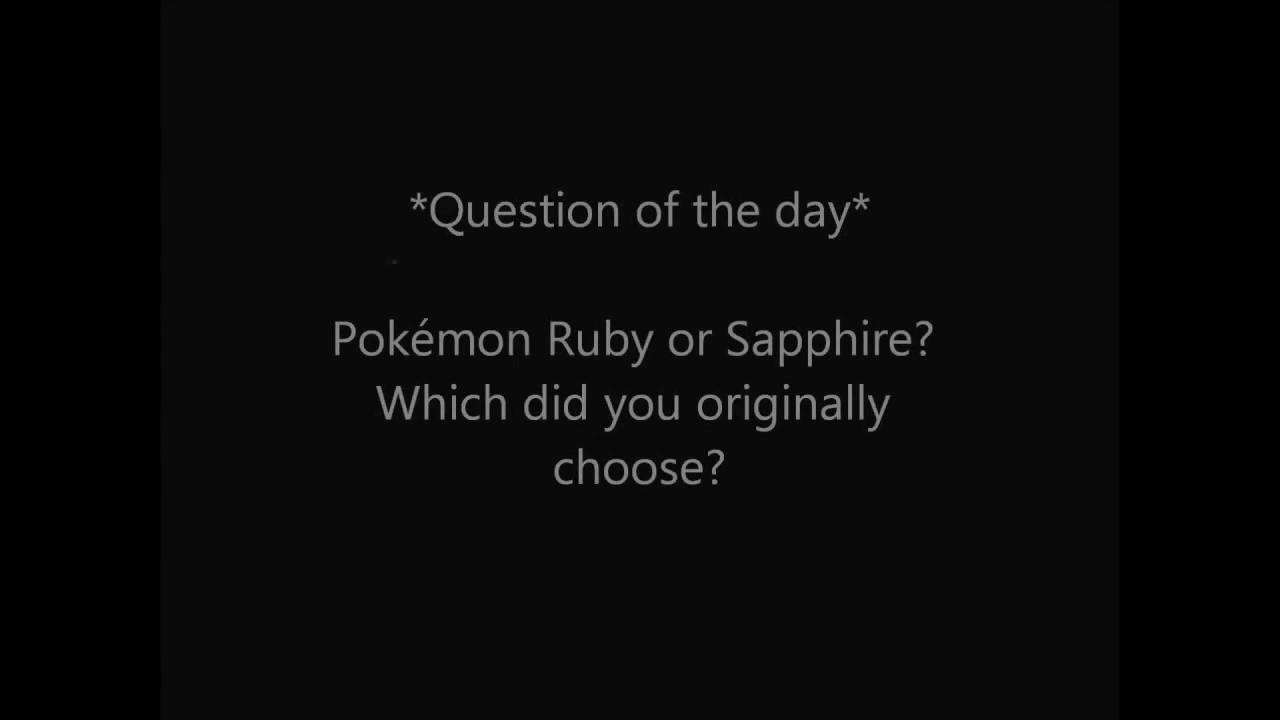 *Question of the day*
Pokémon Ruby or Sapphire?
Which did you originally
choose?